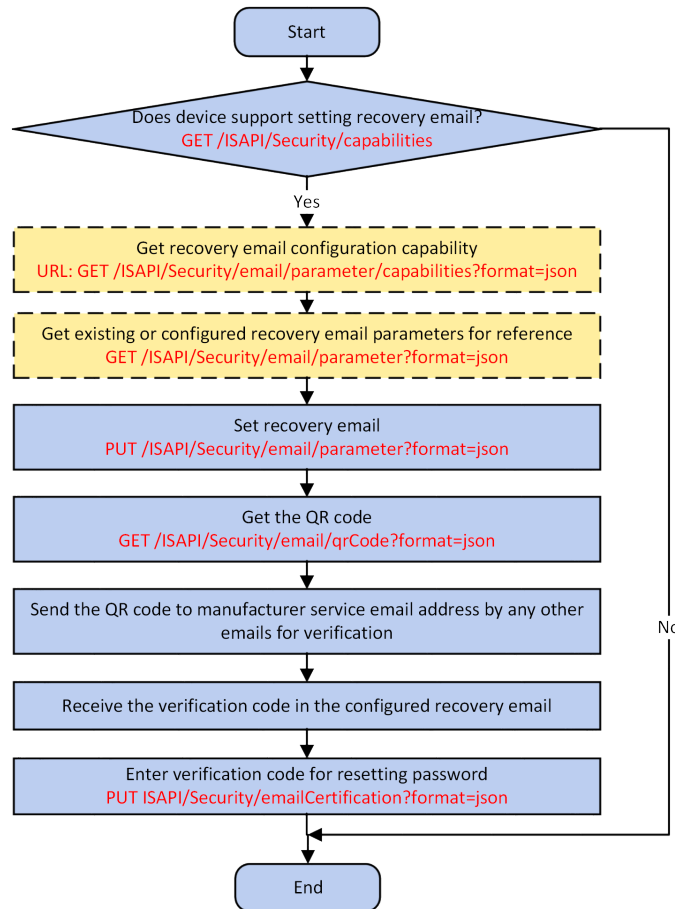 Start
Does device support setting recovery email?
GET /ISAPI/Security/capabilities
Yes
Get recovery email configuration capability
URL: GET /ISAPI/Security/email/parameter/capabilities?format=json
Get existing or configured recovery email parameters for reference
GET /ISAPI/Security/email/parameter?format=json
Set recovery email
PUT /ISAPI/Security/email/parameter?format=json
Get the QR code
GET /ISAPI/Security/email/qrCode?format=json
Send the QR code to manufacturer service email address by any other
emails for verification
No
Receive the verification code in the configured recovery email
Enter verification code for resetting password
PUT ISAPI/Security/emailCertification?format=json
End